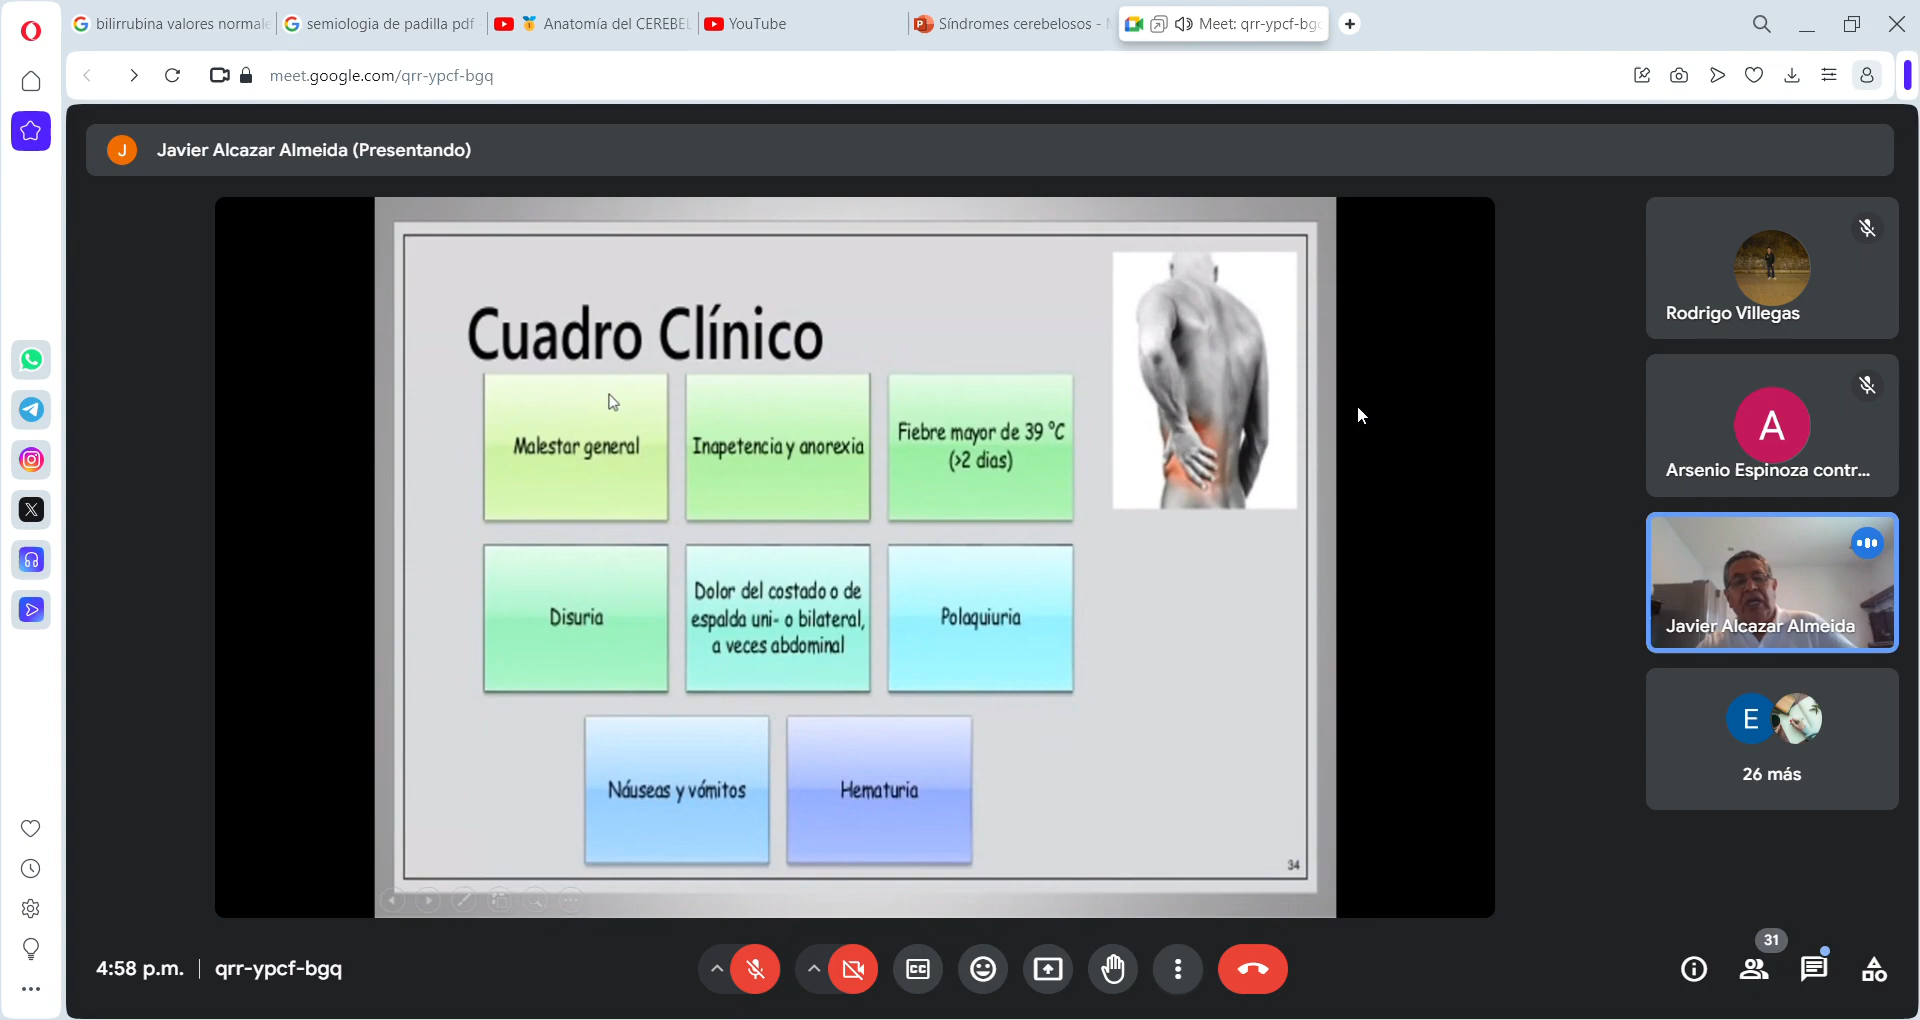 bilirrubina valores normale
semiologia de padilla pdf
Anatomía del CEREBEL
YouTube
Síndromes cerebelosos -
Meet: qrr-ypcf-bgc
meet.google.com/qrr-ypcf-bgq
J
Javier Alcazar Almeida (Presentando)
Cuadro Clínico
Malestar general
Inapetencia y anorexia
Fiebre mayor de 39 °C
(>2 dias)
Disuria
Dolor del costado o de
espalda uni- o bilateral,
a veces abdominal
Polaquiuria
Náuseas y vómitos
Hematuria
34
Rodrigo Villegas
A
Arsenio Espinoza contr...
Javier Alcazar Almeida
E
26 más
4:58 p.m. | qrr-ypcf-bgq
31